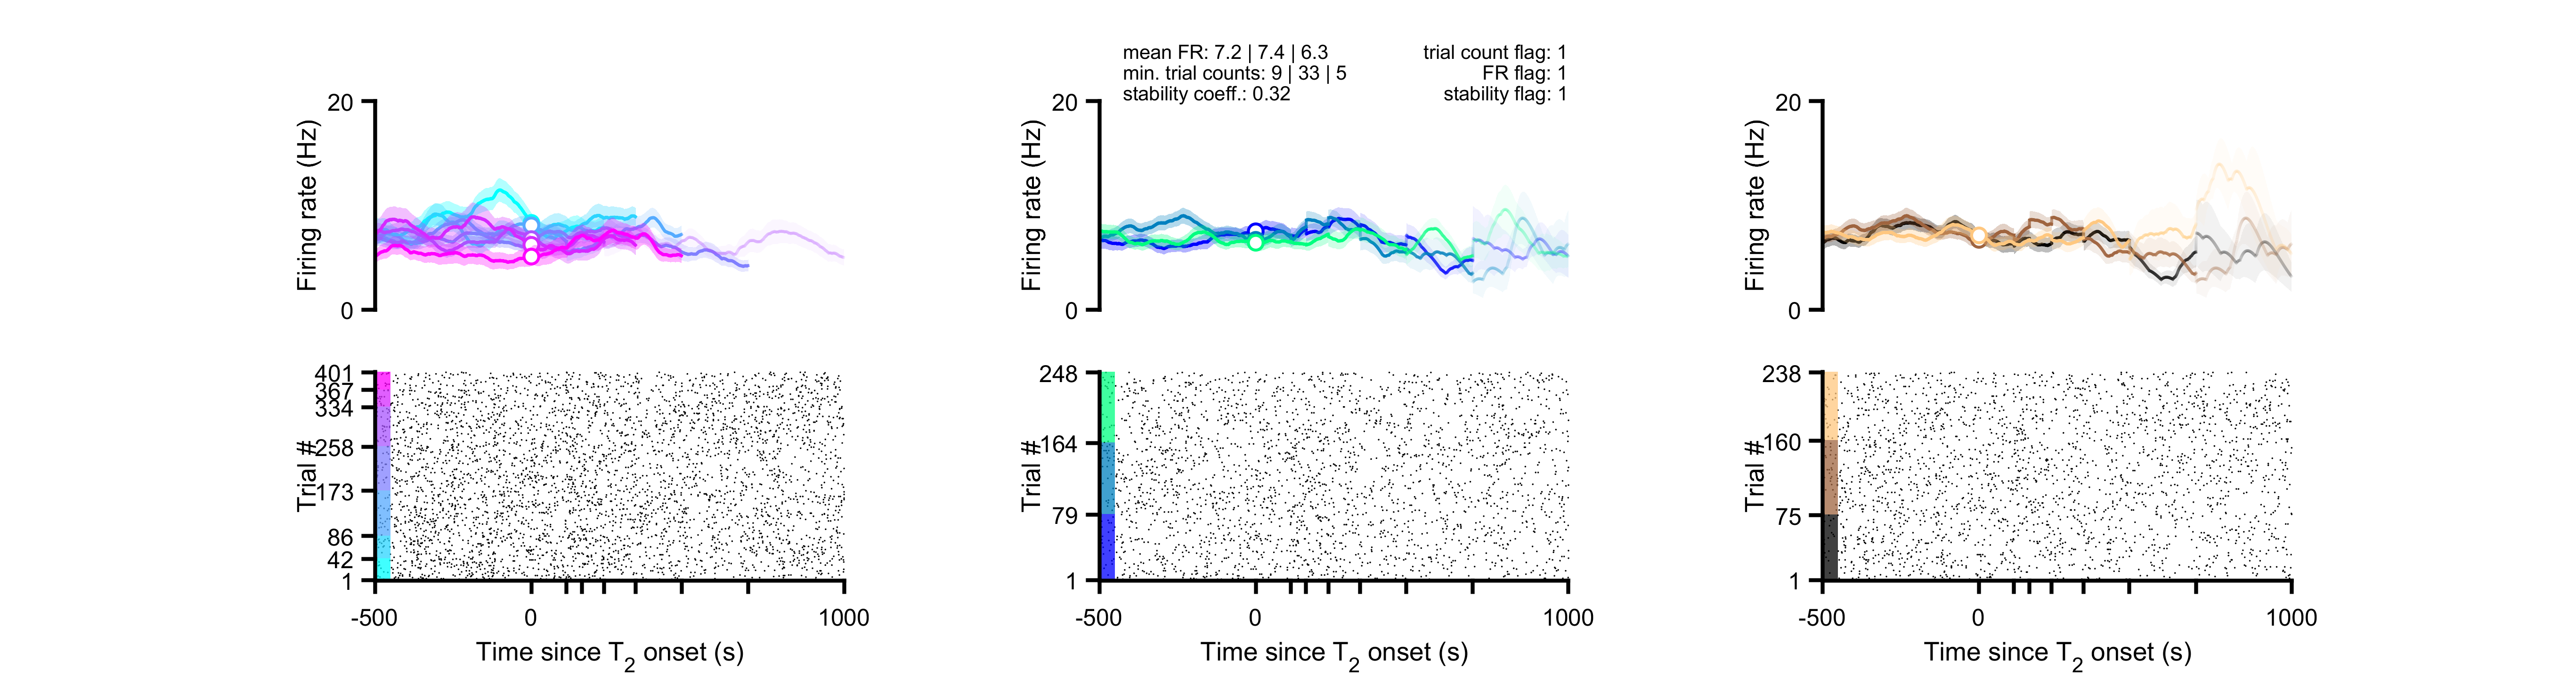 mean FR: 7.2 | 7.4 | 6.3
min. trial counts: 9 | 33 | 5
stability coeff.: 0.32
trial count flag: 1
FR flag: 1
stability flag: 1
20
0
Firing rate (Hz)
20
0
Firing rate (Hz)
20
0
Firing rate (Hz)
401
367
334
258
173
86
42
1
Trial #
-500
0
1000
Time since T2 onset (s)
248
164
79
1
Trial #
-500
0
1000
Time since T2 onset (s)
238
160
75
1
Trial #
-500
0
1000
Time since T2 onset (s)